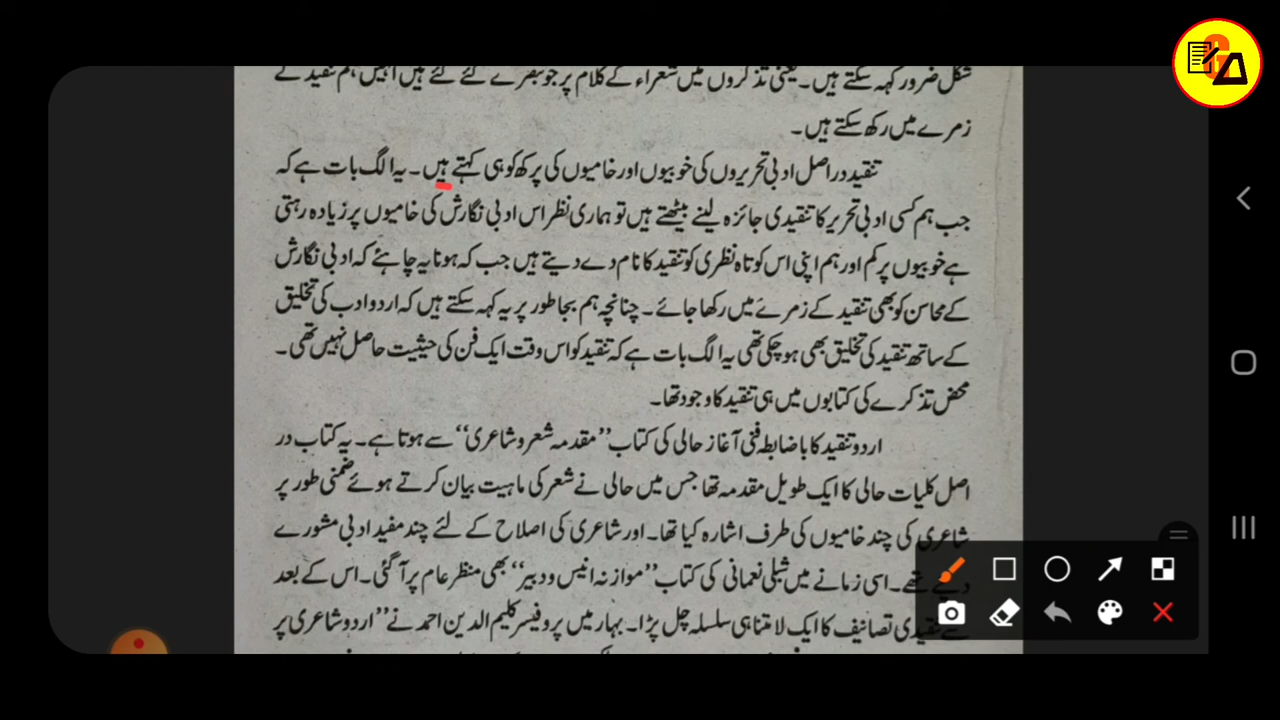 شکل ضرور کہہ سکتے ہیں۔ یعنی تذکروں میں شعراء کے کلام پر جو تبصرے کئے گئے ہیں انہیں ہم تنقید کے
زمرے میں رکھ سکتے ہیں۔
تنقید دراصل ادبی تحریروں کی خوبیوں اور خامیوں کی پرکھ کو ہی کہتے ہیں۔ یہ الگ بات ہے کہ
جب ہم کسی ادبی تحریر کا تنقیدی جائزہ لینے بیٹھتے ہیں تو ہماری نظر اس ادبی نگارش کی خامیوں پر زیادہ رہتی
ہے خوبیوں پر کم اور ہم اپنی اس کوتاہ نظری کو تنقید کا نام دے دیتے ہیں جب کہ ہونا یہ چاہئے کہ ادبی نگارش
کے محاسن کو بھی تنقید کے زمرے میں رکھا جائے۔ چنانچہ ہم بجا طور پر یہ کہہ سکتے ہیں کہ اردو ادب کی تخلیق
کے ساتھ تنقید کی تخلیق بھی ہو چکی تھی یہ الگ بات ہے کہ تنقید کو اس وقت ایک فن کی حیثیت حاصل نہیں تھی۔
محض تذکرے کی کتابوں میں ہی تنقید کا وجود تھا۔
اردو تنقید کا باضابطہ فنی آغاز حالی کی کتاب ’’مقدمہ شعر و شاعری‘‘ سے ہوتا ہے۔ یہ کتاب در
اصل کلیات حالی کا ایک طویل مقدمہ تھا جس میں حالی نے شعر کی ماہیت بیان کرتے ہوئے ضمنی طور پر
شاعری کی چند خامیوں کی طرف اشارہ کیا تھا۔ اور شاعری کی اصلاح کے لئے چند مفید ادبی مشورے
دیئے تھے۔ اسی زمانے میں شبلی نعمانی کی کتاب ’’موازنہ انیس و دبیر‘‘ بھی منظر عام پر آ گئی۔ اس کے بعد
سے تنقیدی تصانیف کا ایک لامتناہی سلسلہ چل پڑا۔ بہار میں پروفیسر کلیم الدین احمد نے ’’اردو شاعری پر